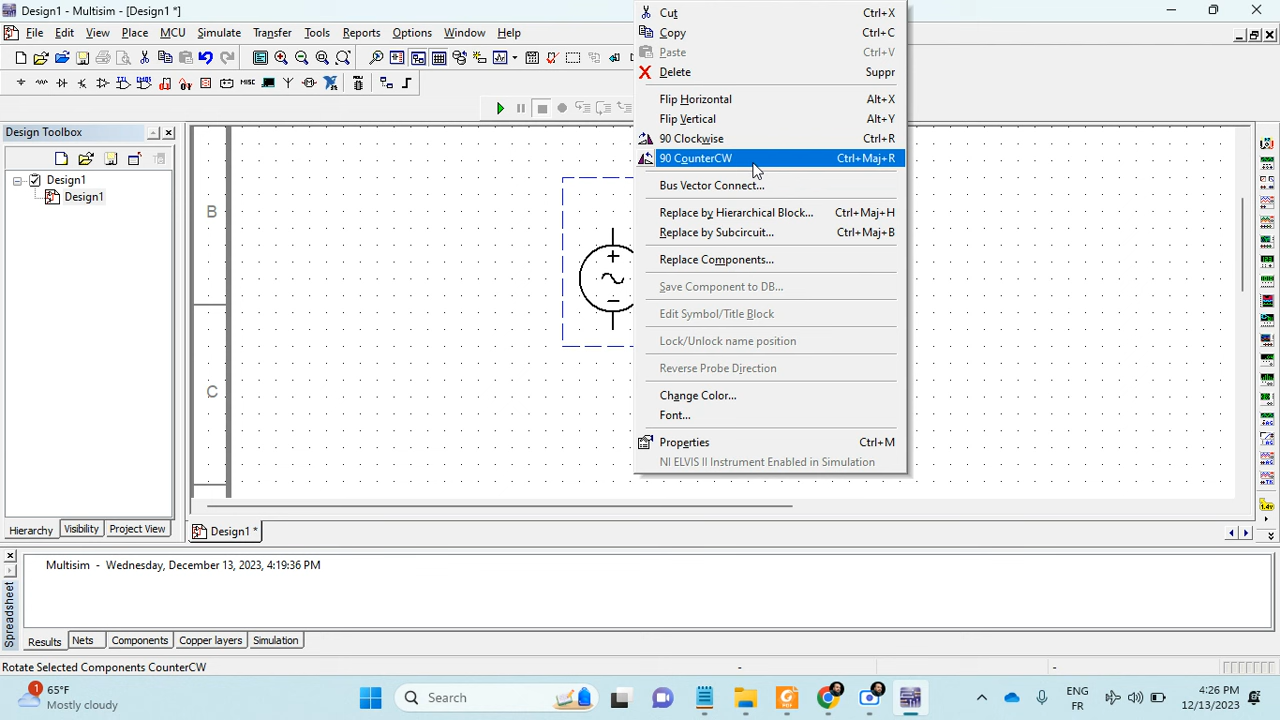 Design1 - Multisim - [Design1 *]
File Edit View Place MCU Simulate Transfer Tools Reports Options Window Help
Design Toolbox
Design1
Design1
Hierarchy Visibility Project View
B
C
+
−
Cut Ctrl+X
Copy Ctrl+C
Paste Ctrl+V
Delete Suppr
Flip Horizontal Alt+X
Flip Vertical Alt+Y
90 Clockwise Ctrl+R
90 CounterCW Ctrl+Maj+R
Bus Vector Connect...
Replace by Hierarchical Block... Ctrl+Maj+H
Replace by Subcircuit... Ctrl+Maj+B
Replace Components...
Save Component to DB...
Edit Symbol/Title Block
Lock/Unlock name position
Reverse Probe Direction
Change Color...
Font...
Properties Ctrl+M
NI ELVIS II Instrument Enabled in Simulation
Design1 *
Spreadsheet
Multisim - Wednesday, December 13, 2023, 4:19:36 PM
Results Nets Components Copper layers Simulation
Rotate Selected Components CounterCW - -
1
65°F
Mostly cloudy
Search
ENG
FR
4:26 PM
12/13/2023